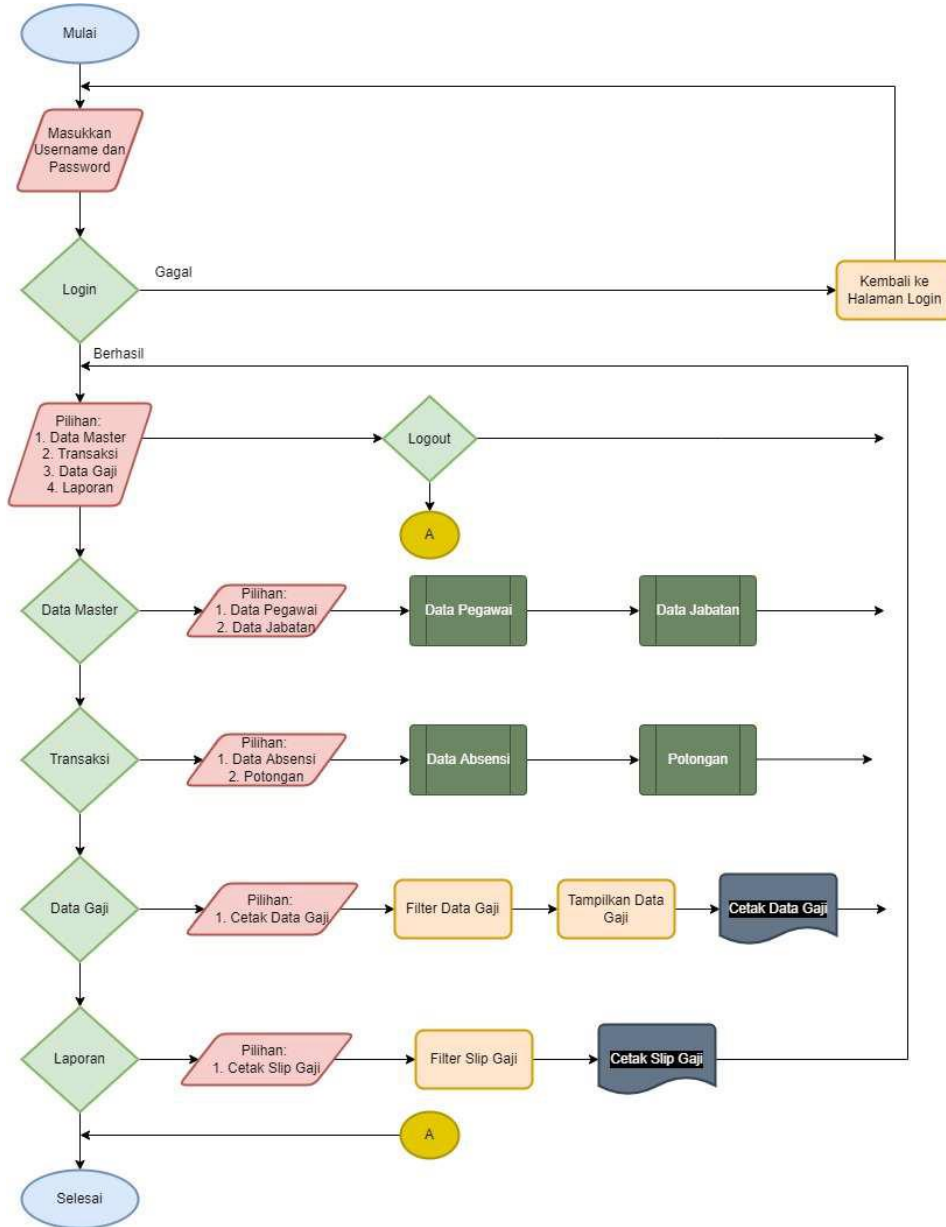 Mulai
Masukkan
Username dan
Password
Login
Gagal
Kembali ke
Halaman Login
Berhasil
Pilihan:
1. Data Master
2. Transaksi
3. Data Gaji
4. Laporan
Logout
A
Data Master
Pilihan:
1. Data Pegawai
2. Data Jabatan
Data Pegawai
Data Jabatan
Transaksi
Pilihan:
1. Data Absensi
2. Potongan
Data Absensi
Potongan
Data Gaji
Pilihan:
1. Cetak Data Gaji
Filter Data Gaji
Tampilkan Data
Gaji
Cetak Data Gaji
Laporan
Pilihan:
1. Cetak Slip Gaji
Filter Slip Gaji
Cetak Slip Gaji
A
Selesai